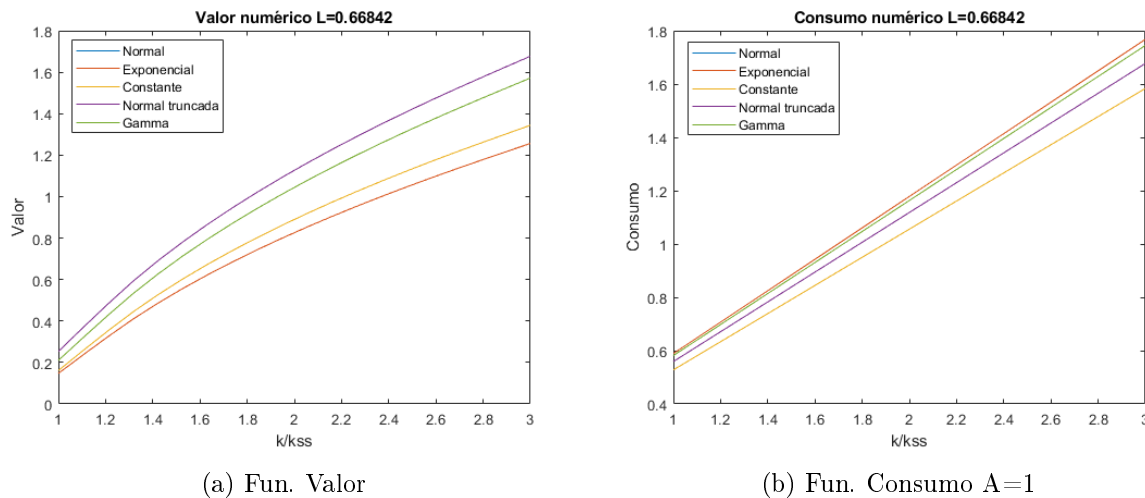 Valor numérico L=0.66842
1.8
1.6
1.4
1.2
1
0.8
0.6
0.4
0.2
0
Valor
Normal
Exponencial
Constante
Normal truncada
Gamma
1 1.2 1.4 1.6 1.8 2 2.2 2.4 2.6 2.8 3
k/kss
(a) Fun. Valor
Consumo numérico L=0.66842
1.8
1.6
1.4
1.2
1
0.8
0.6
0.4
Consumo
Normal
Exponencial
Constante
Normal truncada
Gamma
1 1.2 1.4 1.6 1.8 2 2.2 2.4 2.6 2.8 3
k/kss
(b) Fun. Consumo A=1